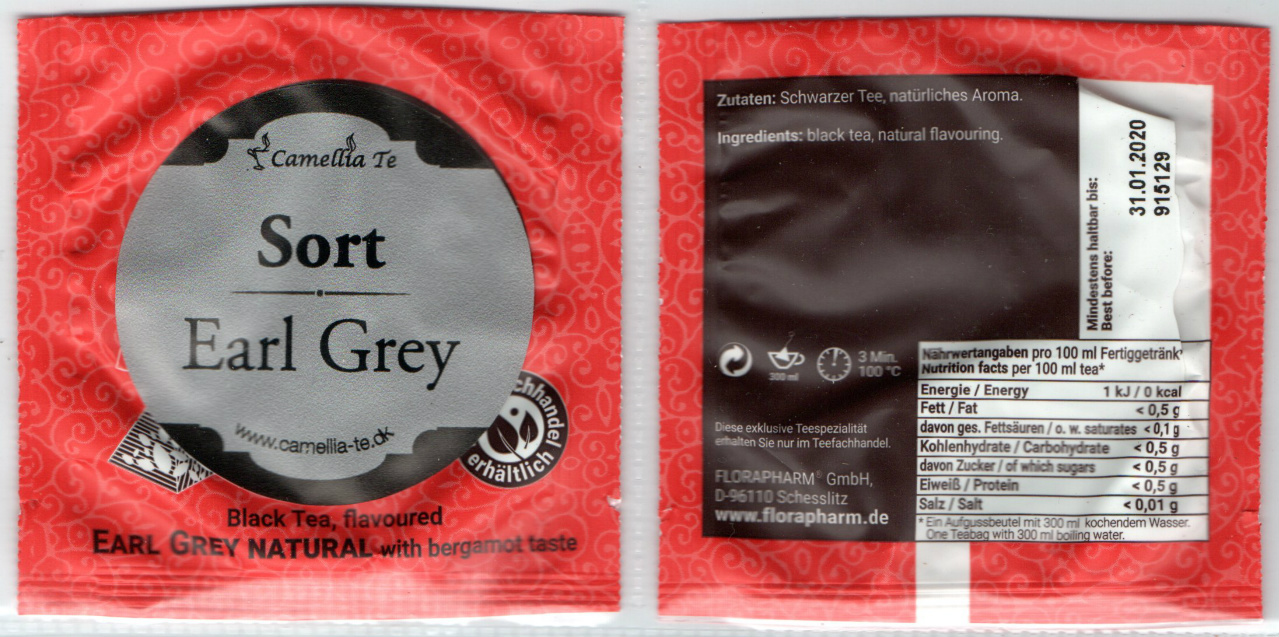 Camellia Te
Sort
Earl Grey
www.camellia-te.dk
erhältlich
Black Tea, flavoured
EARL GREY NATURAL with bergamot taste
Zutaten: Schwarzer Tee, natürliches Aroma.
Ingredients: black tea, natural flavouring.
Mindestens haltbar bis:
Best before:
31.01.2020
915129
300 ml
3 Min.
100 °C
Diese exklusive Teespezialität
erhalten Sie nur im Teefachhandel.
FLORAPHARM® GmbH,
D-96110 Schesslitz
www.florapharm.de
Nährwertangaben pro 100 ml Fertiggetränk*
Nutrition facts per 100 ml tea*
Energie / Energy 1 kJ / 0 kcal
Fett / Fat < 0,5 g
davon ges. Fettsäuren / o. w. saturates < 0,1 g
Kohlenhydrate / Carbohydrate < 0,5 g
davon Zucker / of which sugars < 0,5 g
Eiweiß / Protein < 0,5 g
Salz / Salt < 0,01 g
* Ein Aufgussbeutel mit 300 ml kochendem Wasser.
One Teabag with 300 ml boiling water.